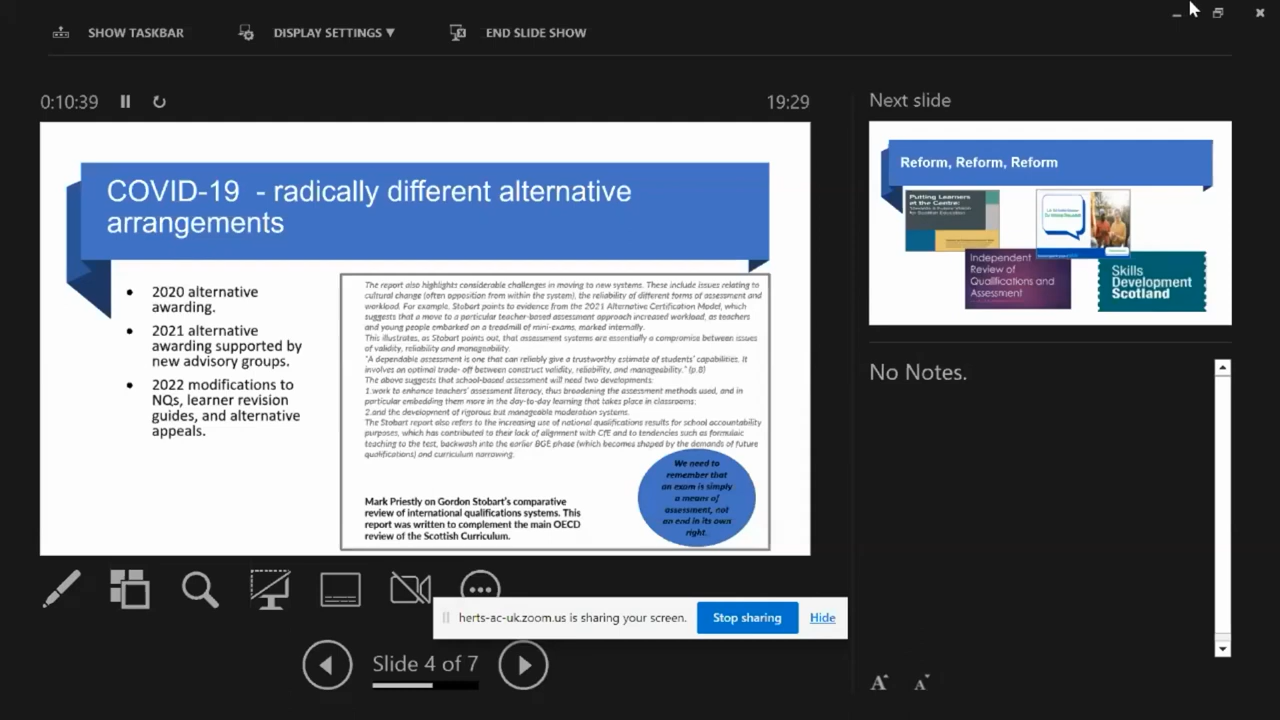 SHOW TASKBAR
DISPLAY SETTINGS ▼
END SLIDE SHOW
0:10:39
19:29
COVID-19 - radically different alternative
arrangements
• 2020 alternative
awarding.
• 2021 alternative
awarding supported by
new advisory groups.
• 2022 modifications to
NQs, learner revision
guides, and alternative
appeals.
The report also highlights considerable challenges in moving to new systems. These include issues relating to
cultural change (often opposition from within the system), the reliability of different forms of assessment and
workload. For example, Stobart points to evidence from the 2021 Alternative Certification Model, which
suggests that a move to a particular teacher-based assessment approach increased workload, as teachers
and young people embarked on a treadmill of mini-exams, marked internally.
This illustrates, as Stobart points out, that assessment systems are essentially a compromise between issues
of validity, reliability and manageability.
"A dependable assessment is one that can reliably give a trustworthy estimate of students' capabilities. It
involves an optimal trade- off between construct validity, reliability, and manageability." (p.8)
The above suggests that school-based assessment will need two developments:
1.work to enhance teachers' assessment literacy, thus broadening the assessment methods used, and in
particular embedding them more in the day-to-day learning that takes place in classrooms;
2.and the development of rigorous but manageable moderation systems.
The Stobart report also refers to the increasing use of national qualifications results for school accountability
purposes, which has contributed to their lack of alignment with CfE and to tendencies such as formulaic
teaching to the test, backwash into the earlier BGE phase (which becomes shaped by the demands of future
qualifications) and curriculum narrowing.
We need to
remember that
an exam is simply
a means of
assessment, not
an end in its own
right.
Mark Priestly on Gordon Stobart's comparative
review of international qualifications systems. This
report was written to complement the main OECD
review of the Scottish Curriculum.
Next slide
Reform, Reform, Reform
Putting Learners
at the Centre:
Towards a Future Vision
for Scottish Education
Independent
Review of
Qualifications and
Assessment
Skills
Development
Scotland
No Notes.
herts-ac-uk.zoom.us is sharing your screen.
Stop sharing
Hide
Slide 4 of 7
A A